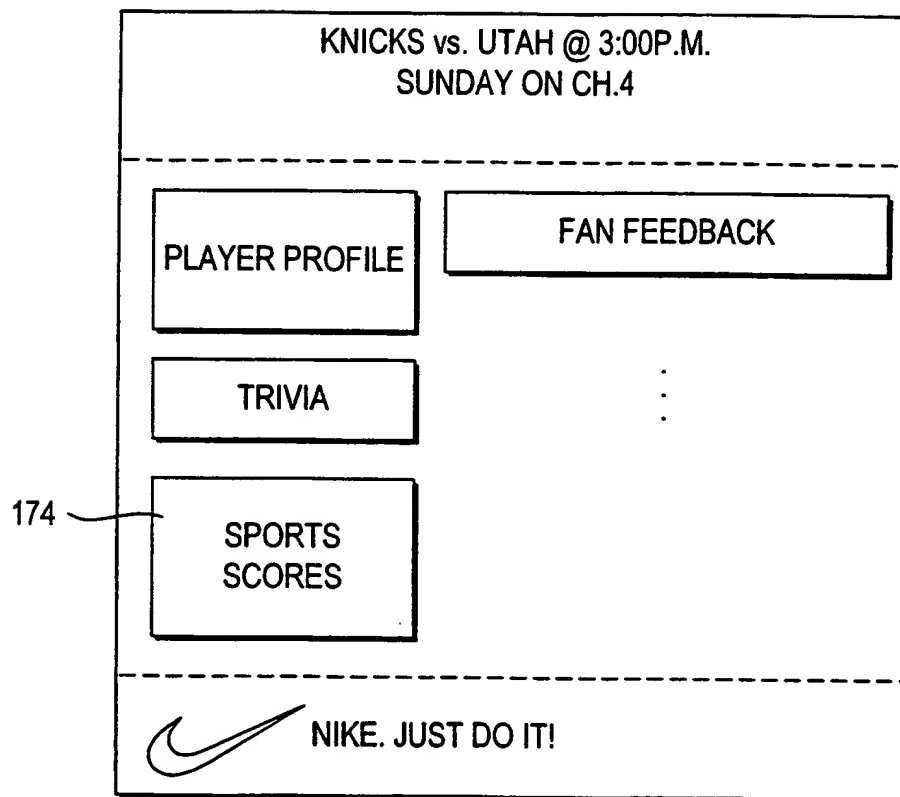 KNICKS vs. UTAH @ 3:00P.M.
SUNDAY ON CH.4
PLAYER PROFILE
FAN FEEDBACK
TRIVIA
174
SPORTS
SCORES
NIKE. JUST DO IT!